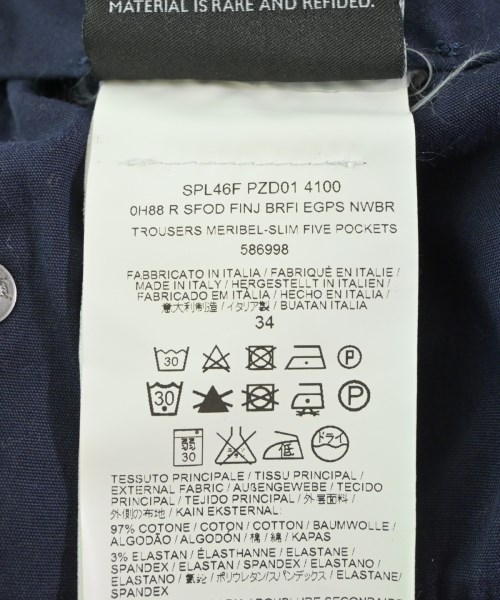 MATERIAL IS RARE AND REFIDED.
SPL46F PZD01 4100
0H88 R SFOD FINJ BRFI EGPS NWBR
TROUSERS MERIBEL-SLIM FIVE POCKETS
586998
FABBRICATO IN ITALIA / FABRIQUÉ EN ITALIE /
MADE IN ITALY / HERGESTELLT IN ITALIEN /
FABRICADO EM ITÀLIA / HECHO EN ITALIA /
意大利制造 / イタリア製 / BUATAN ITALIA
34
30 P
30 P
弱 30 低 ドライ
TESSUTO PRINCIPALE / TISSU PRINCIPAL /
EXTERNAL FABRIC / AUßENGEWEBE / TECIDO
PRINCIPAL / TEJIDO PRINCIPAL / 外套面料 /
外側の布地 / KAIN EKSTERNAL:
97% COTONE / COTON / COTTON / BAUMWOLLE /
ALGODÃO / ALGODÓN / 棉 / 綿 / KAPAS
3% ELASTAN / ÉLASTHANNE / ELASTANE /
SPANDEX / ELASTAN / ELASTANE / SPANDEX /
ELASTANO / 氨纶 / ポリウレタン/スパンデックス / ELASTANE/
SPANDEX